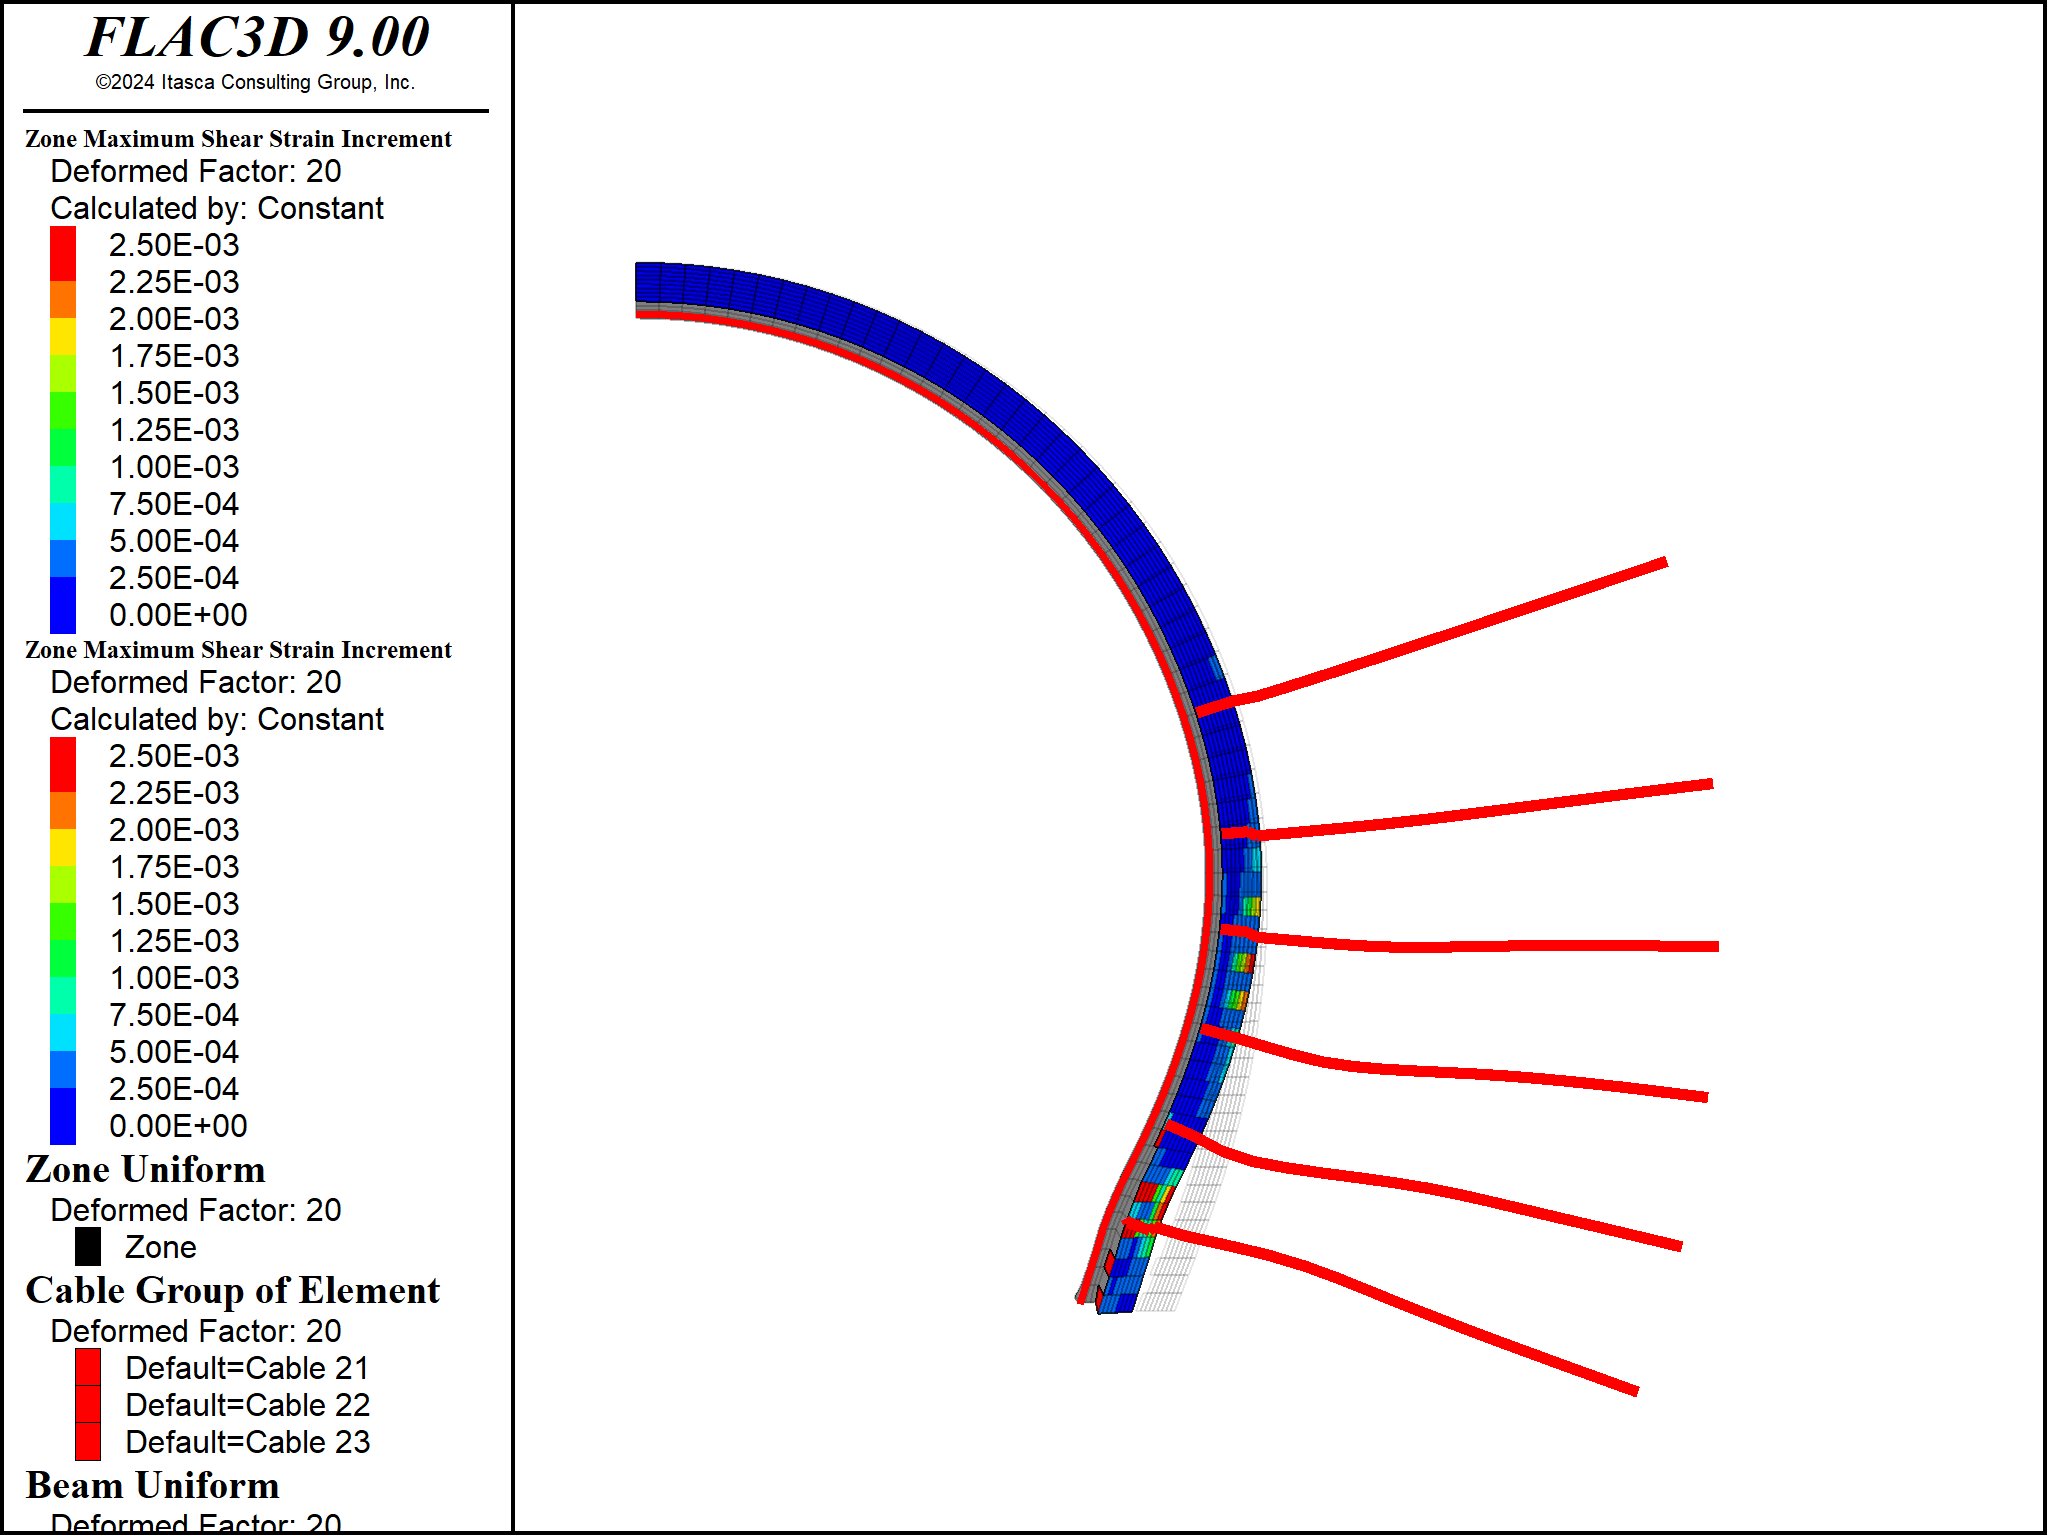 FLAC3D 9.00
©2024 Itasca Consulting Group, Inc.
Zone Maximum Shear Strain Increment
Deformed Factor: 20
Calculated by: Constant
2.50E-03
2.25E-03
2.00E-03
1.75E-03
1.50E-03
1.25E-03
1.00E-03
7.50E-04
5.00E-04
2.50E-04
0.00E+00
Zone Maximum Shear Strain Increment
Deformed Factor: 20
Calculated by: Constant
2.50E-03
2.25E-03
2.00E-03
1.75E-03
1.50E-03
1.25E-03
1.00E-03
7.50E-04
5.00E-04
2.50E-04
0.00E+00
Zone Uniform
Deformed Factor: 20
Zone
Cable Group of Element
Deformed Factor: 20
Default=Cable 21
Default=Cable 22
Default=Cable 23
Beam Uniform
Deformed Factor: 20